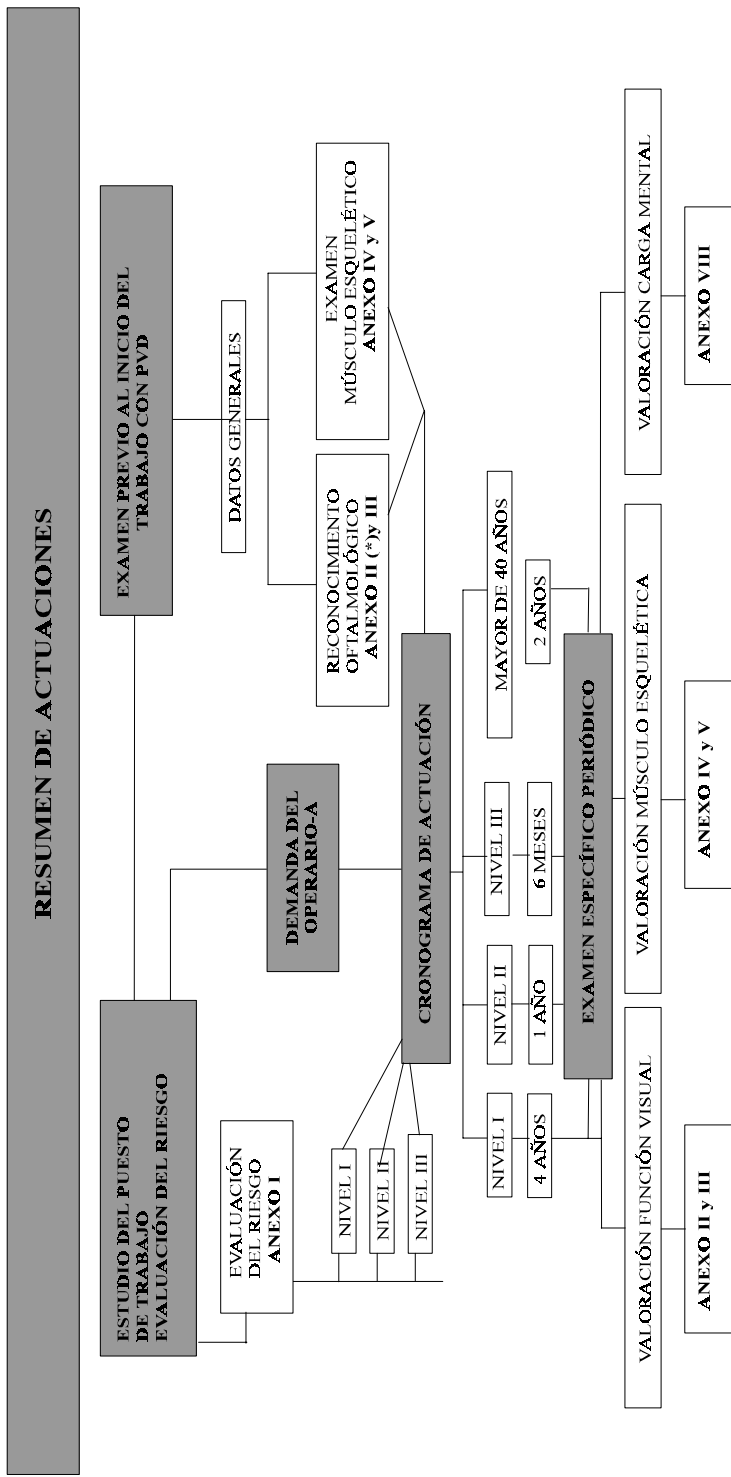 RESUMEN DE ACTUACIONES
ESTUDIO DEL PUESTO
DE TRABAJO
EVALUACIÓN DEL RIESGO
EXAMEN PREVIO AL INICIO DEL
TRABAJO CON PVD
EVALUACIÓN
DEL RIESGO
ANEXO I
DEMANDA DEL
OPERARIO-A
DATOS GENERALES
RECONOCIMIENTO
OFTALMOLÓGICO
ANEXO II (*)y III
EXAMEN
MÚSCULO ESQUELÉTICO
ANEXO IV y V
NIVEL I
NIVEL II
NIVEL III
CRONOGRAMA DE ACTUACIÓN
NIVEL I
NIVEL II
NIVEL III
MAYOR DE 40 AÑOS
4 AÑOS
1 AÑO
6 MESES
2 AÑOS
EXAMEN ESPECÍFICO PERIÓDICO
VALORACIÓN FUNCIÓN VISUAL
VALORACIÓN MÚSCULO ESQUELÉTICA
VALORACIÓN CARGA MENTAL
ANEXO II y III
ANEXO IV y V
ANEXO VIII